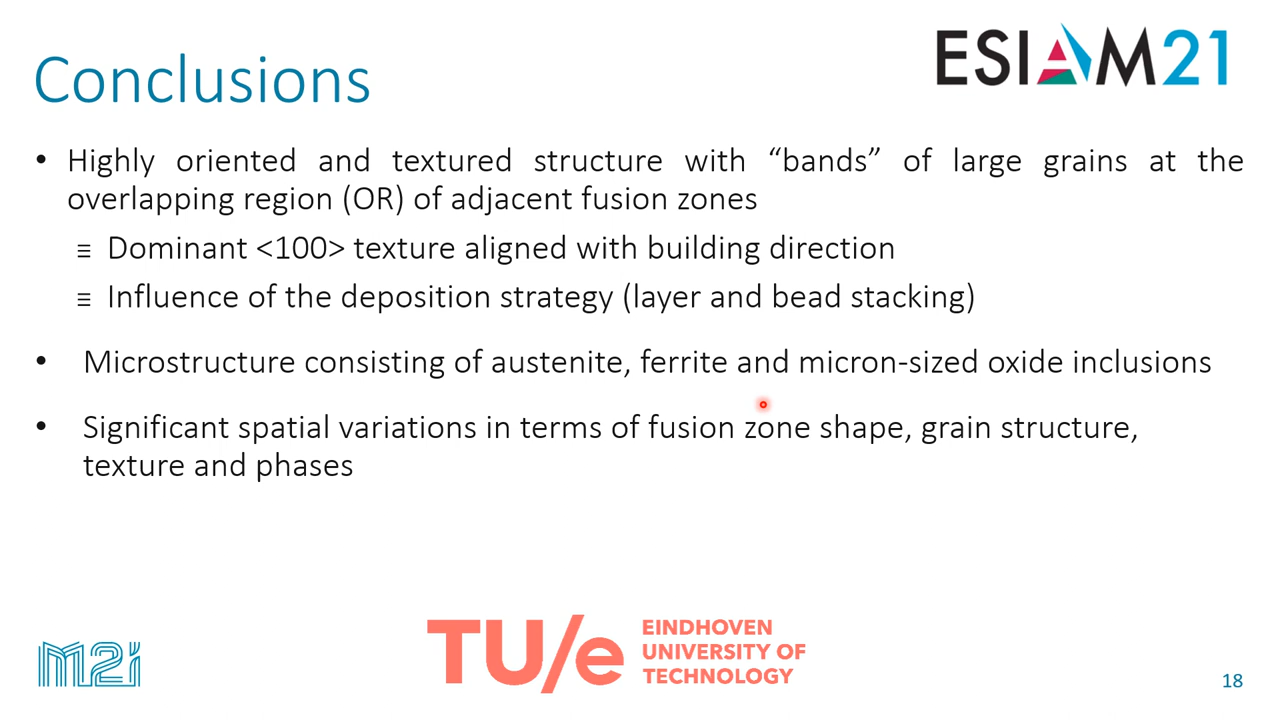 ESIAM21
Conclusions
• Highly oriented and textured structure with “bands” of large grains at the
overlapping region (OR) of adjacent fusion zones
≡ Dominant <100> texture aligned with building direction
≡ Influence of the deposition strategy (layer and bead stacking)
• Microstructure consisting of austenite, ferrite and micron-sized oxide inclusions
• Significant spatial variations in terms of fusion zone shape, grain structure,
texture and phases
m2i
TU/e
EINDHOVEN
UNIVERSITY OF
TECHNOLOGY
18